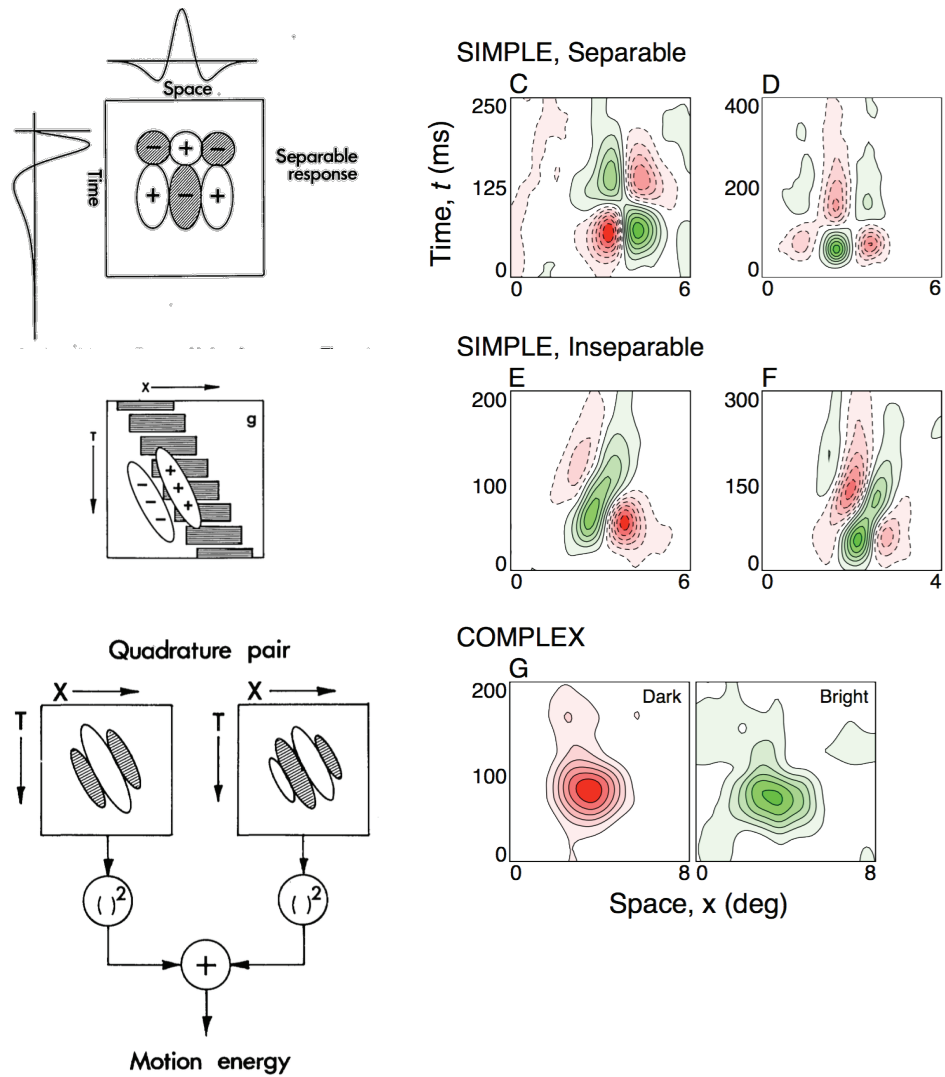 Space
Time
- + -
+ - +
Separable
response
SIMPLE, Separable
C
D
Time, t (ms)
250
125
0
0
6
400
200
0
0
6
X
T
g
- - -
+ + +
SIMPLE, Inseparable
E
F
200
100
0
0
6
300
150
0
0
4
Quadrature pair
X
T
X
T
( )²
( )²
+
Motion energy
COMPLEX
G
Dark
Bright
200
100
0
0
8
0
8
Space, x (deg)